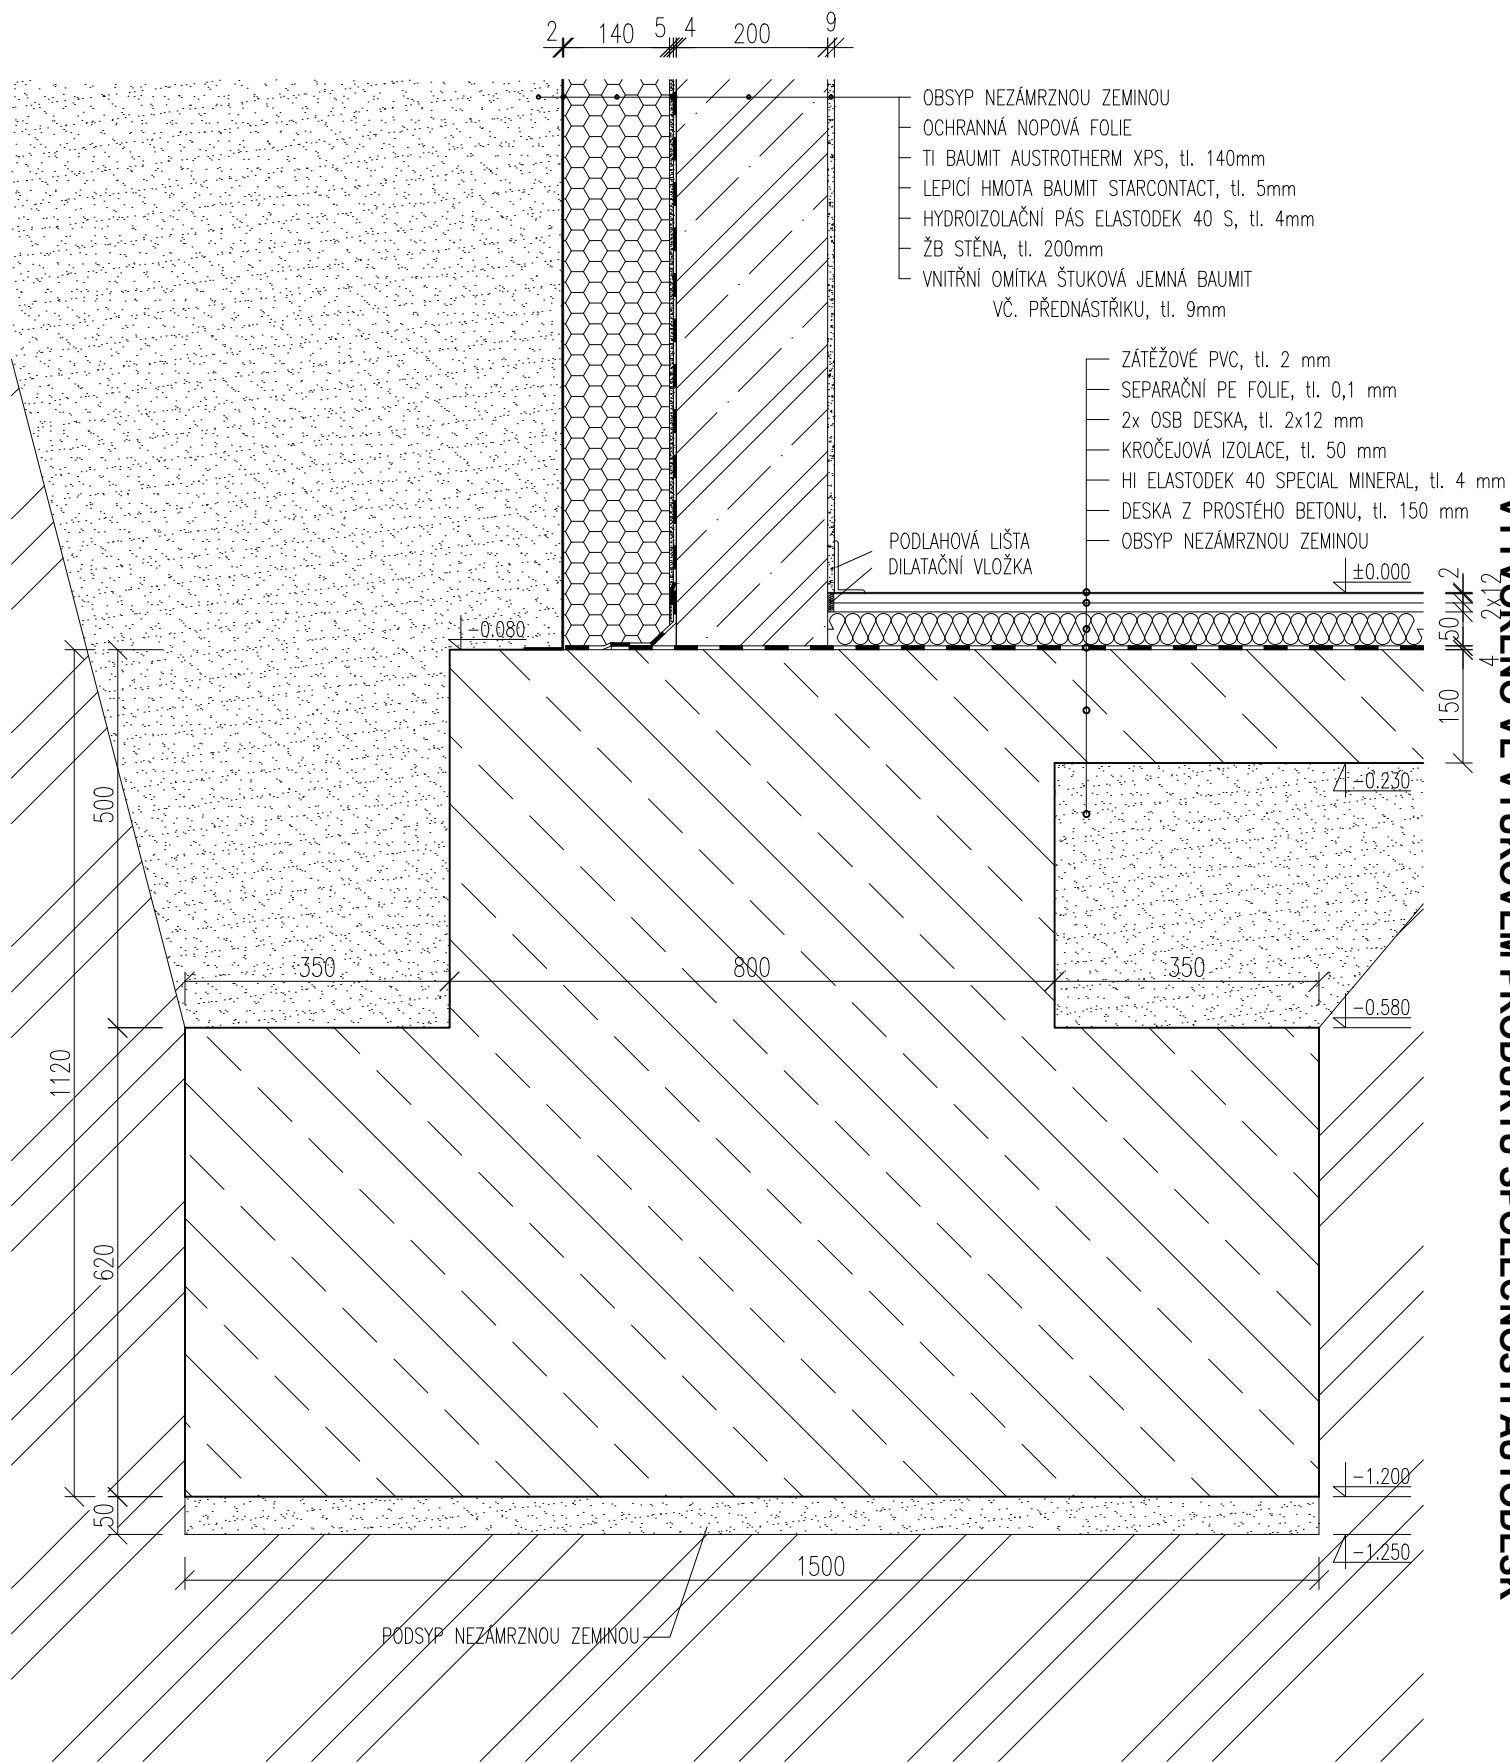 2 140 5 4 200 9
OBSYP NEZÁMRZNOU ZEMINOU
OCHRANNÁ NOPOVÁ FOLIE
TI BAUMIT AUSTROTHERM XPS, tl. 140mm
LEPICÍ HMOTA BAUMIT STARCONTACT, tl. 5mm
HYDROIZOLAČNÍ PÁS ELASTODEK 40 S, tl. 4mm
ŽB STĚNA, tl. 200mm
VNITŘNÍ OMÍTKA ŠTUKOVÁ JEMNÁ BAUMIT
VČ. PŘEDNÁSTŘIKU, tl. 9mm
ZÁTĚŽOVÉ PVC, tl. 2 mm
SEPARAČNÍ PE FOLIE, tl. 0,1 mm
2x OSB DESKA, tl. 2x12 mm
KROČEJOVÁ IZOLACE, tl. 50 mm
HI ELASTODEK 40 SPECIAL MINERAL, tl. 4 mm
DESKA Z PROSTÉHO BETONU, tl. 150 mm
OBSYP NEZÁMRZNOU ZEMINOU
PODLAHOVÁ LIŠTA
DILATAČNÍ VLOŽKA
±0.000
2
2x12
50
4
150
-0.080
-0.230
500
350 800 350
-0.580
1120
620
50
-1.200
-1.250
1500
PODSYP NEZÁMRZNOU ZEMINOU
VYTVOŘENO VE VÝUKOVÉM PRODUKTU SPOLEČNOSTI AUTODESK